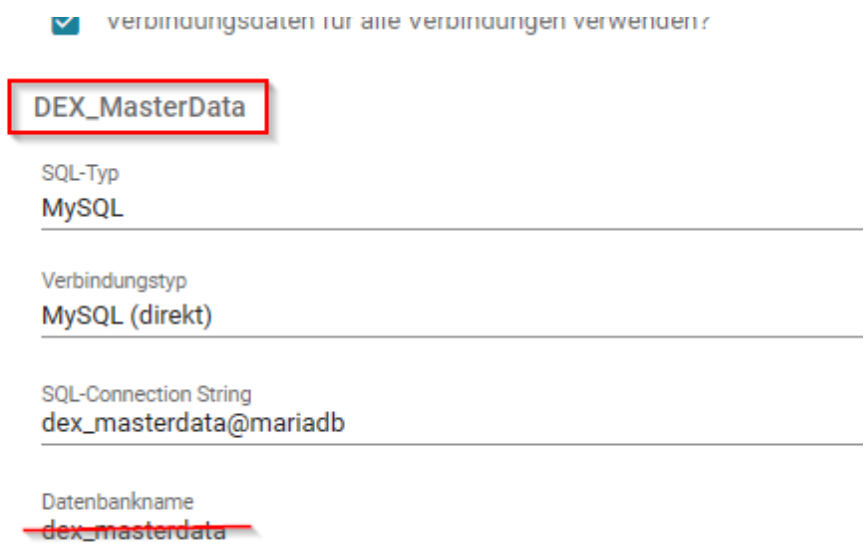 Verbindungsdaten für alle Verbindungen verwenden?
DEX_MasterData
SQL-Typ
MySQL
Verbindungstyp
MySQL (direkt)
SQL-Connection String
dex_masterdata@mariadb
Datenbankname
dex_masterdata